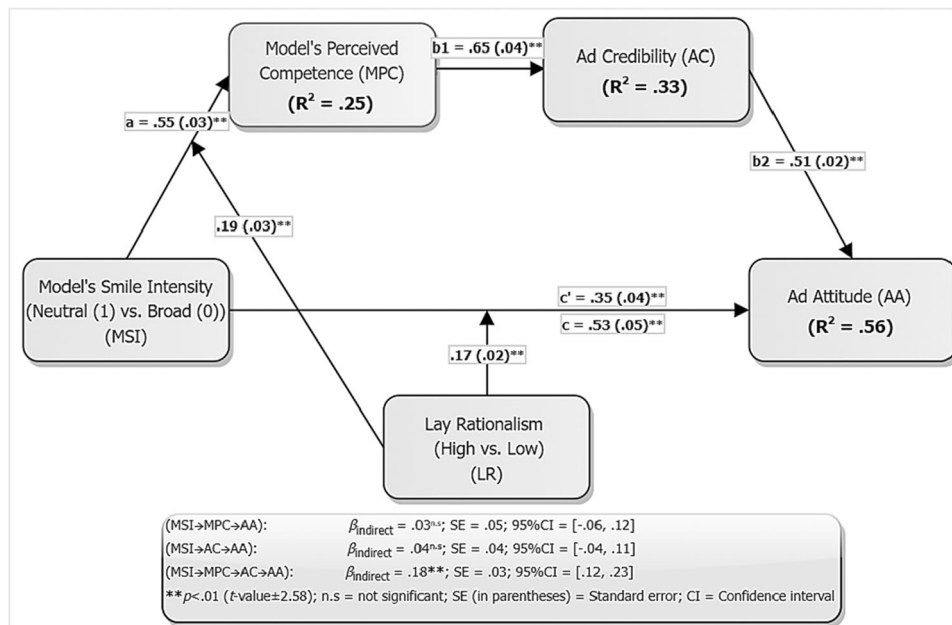 Model's Perceived
Competence (MPC)
(R² = .25)
b1 = .65 (.04)**
Ad Credibility (AC)
(R² = .33)
a = .55 (.03)**
b2 = .51 (.02)**
.19 (.03)**
Model's Smile Intensity
(Neutral (1) vs. Broad (0))
(MSI)
c' = .35 (.04)**
c = .53 (.05)**
Ad Attitude (AA)
(R² = .56)
.17 (.02)**
Lay Rationalism
(High vs. Low)
(LR)
(MSI→MPC→AA): βindirect = .03n.s; SE = .05; 95%CI = [-.06, .12]
(MSI→AC→AA): βindirect = .04n.s; SE = .04; 95%CI = [-.04, .11]
(MSI→MPC→AC→AA): βindirect = .18**; SE = .03; 95%CI = [.12, .23]
**p<.01 (t-value±2.58); n.s = not significant; SE (in parentheses) = Standard error; CI = Confidence interval